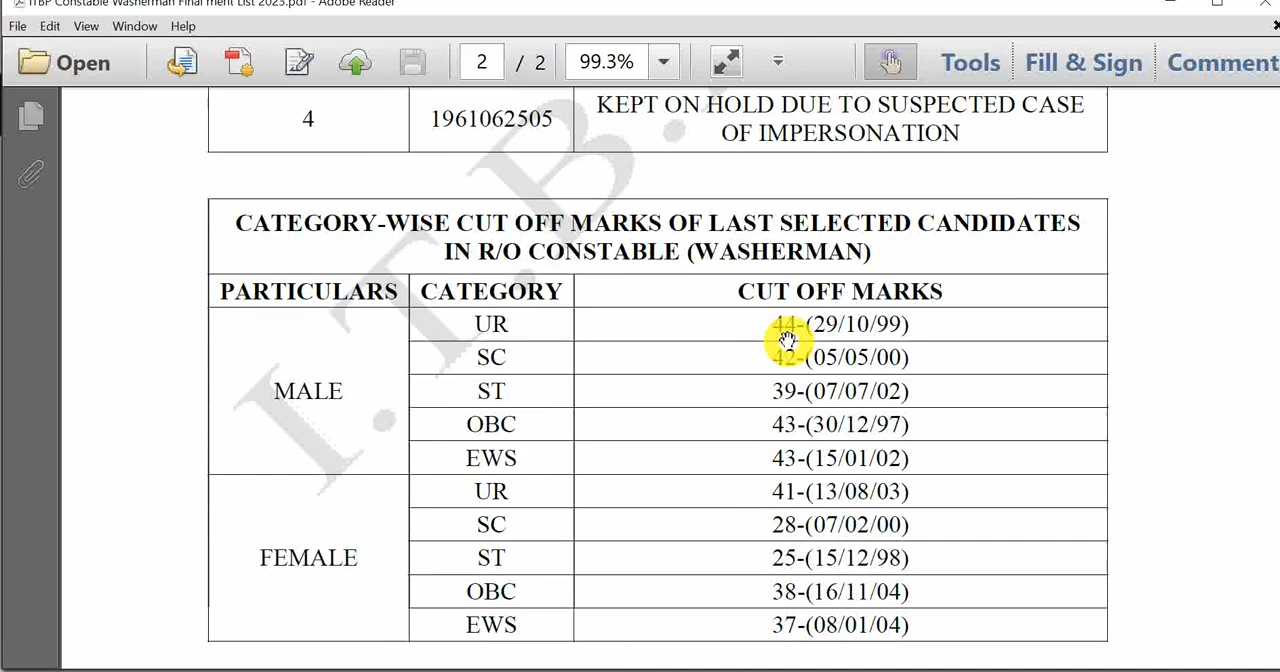 ITBP Constable Washerman Final merit List 2023.pdf - Adobe Reader
File Edit View Window Help
Open 2 / 2 99.3% Tools Fill & Sign Comment
4 1961062505 KEPT ON HOLD DUE TO SUSPECTED CASE
OF IMPERSONATION
CATEGORY-WISE CUT OFF MARKS OF LAST SELECTED CANDIDATES
IN R/O CONSTABLE (WASHERMAN)
PARTICULARS CATEGORY CUT OFF MARKS
MALE
UR 44-(29/10/99)
SC 42-(05/05/00)
ST 39-(07/07/02)
OBC 43-(30/12/97)
EWS 43-(15/01/02)
FEMALE
UR 41-(13/08/03)
SC 28-(07/02/00)
ST 25-(15/12/98)
OBC 38-(16/11/04)
EWS 37-(08/01/04)
I.T.B.